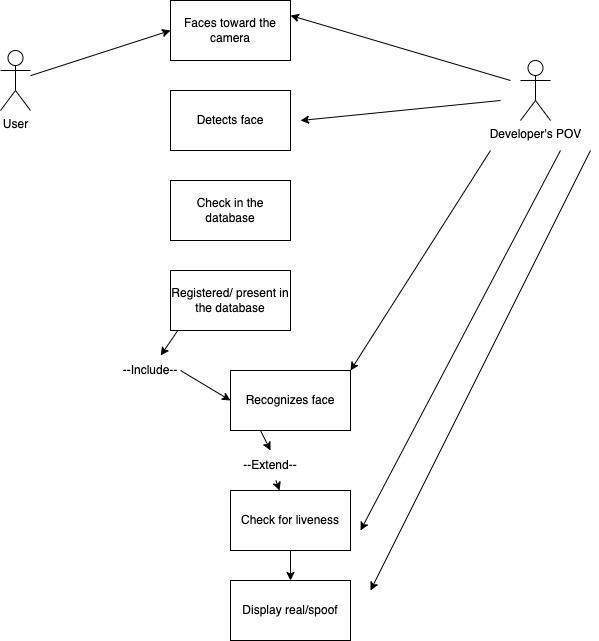 Faces toward the
camera
User
Detects face
Developer's POV
Check in the
database
Registered/ present in
the database
--Include--
Recognizes face
--Extend--
Check for liveness
Display real/spoof